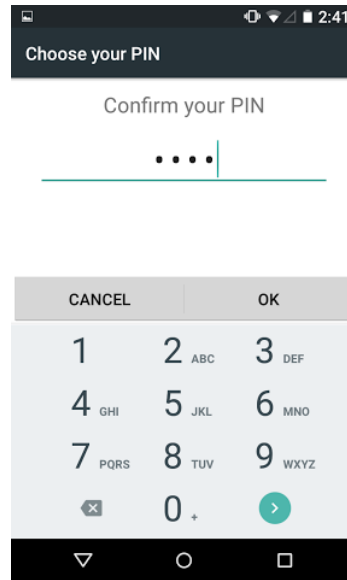 2:41
Choose your PIN
Confirm your PIN
••••
CANCEL OK
1 2 ABC 3 DEF
4 GHI 5 JKL 6 MNO
7 PQRS 8 TUV 9 WXYZ
0 +